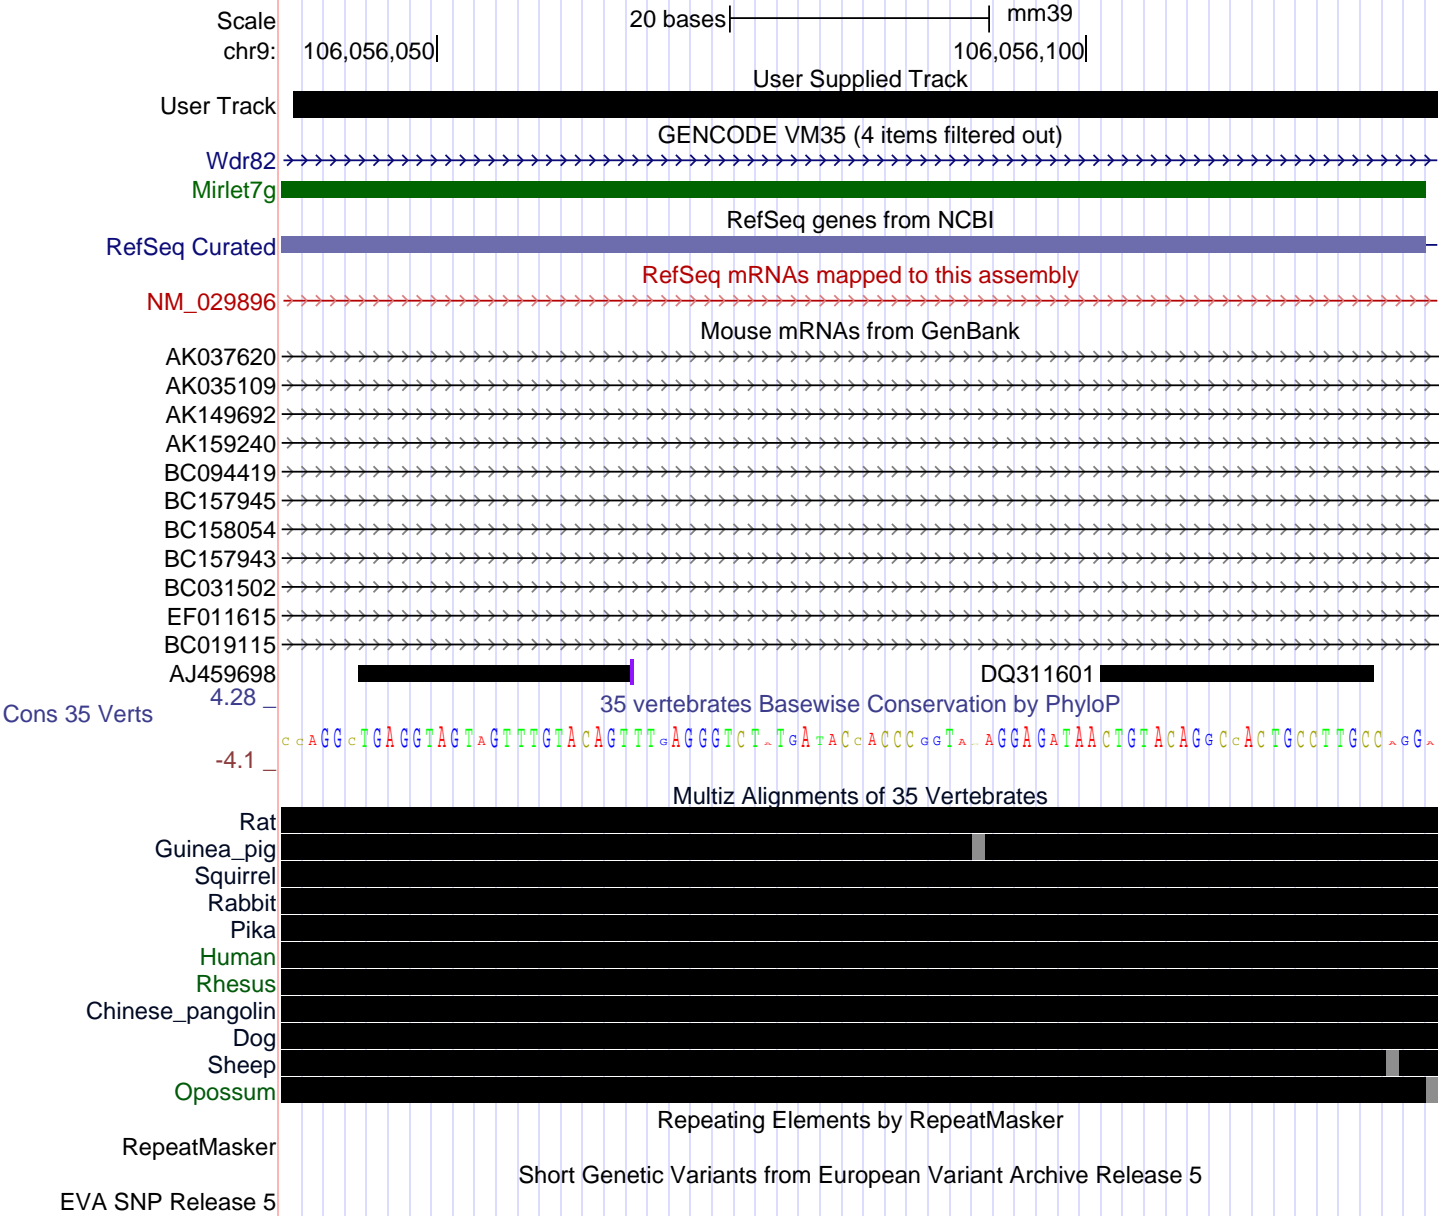 Scale 20 bases mm39
chr9: 106,056,050 106,056,100
User Supplied Track
User Track
GENCODE VM35 (4 items filtered out)
Wdr82
Mirlet7g
RefSeq genes from NCBI
RefSeq Curated
RefSeq mRNAs mapped to this assembly
NM_029896
Mouse mRNAs from GenBank
AK037620
AK035109
AK149692
AK159240
BC094419
BC157945
BC158054
BC157943
BC031502
EF011615
BC019115
AJ459698 DQ311601
4.28 _ 35 vertebrates Basewise Conservation by PhyloP
Cons 35 Verts
CCAGGCTGAGGTAGTAGTTTGTACAGTTTGAGGGTCTATGATACCACCCGGTACAGGAGATAACTGTACAGGCCACTGCCTTGCCAGGA
-4.1 _
Multiz Alignments of 35 Vertebrates
Rat
Guinea_pig
Squirrel
Rabbit
Pika
Human
Rhesus
Chinese_pangolin
Dog
Sheep
Opossum
Repeating Elements by RepeatMasker
RepeatMasker
Short Genetic Variants from European Variant Archive Release 5
EVA SNP Release 5